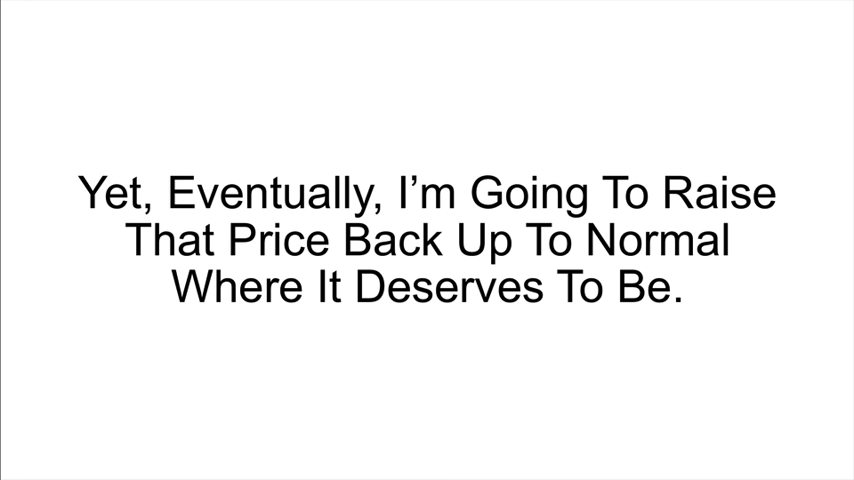 Yet, Eventually, I’m Going To Raise
That Price Back Up To Normal
Where It Deserves To Be.